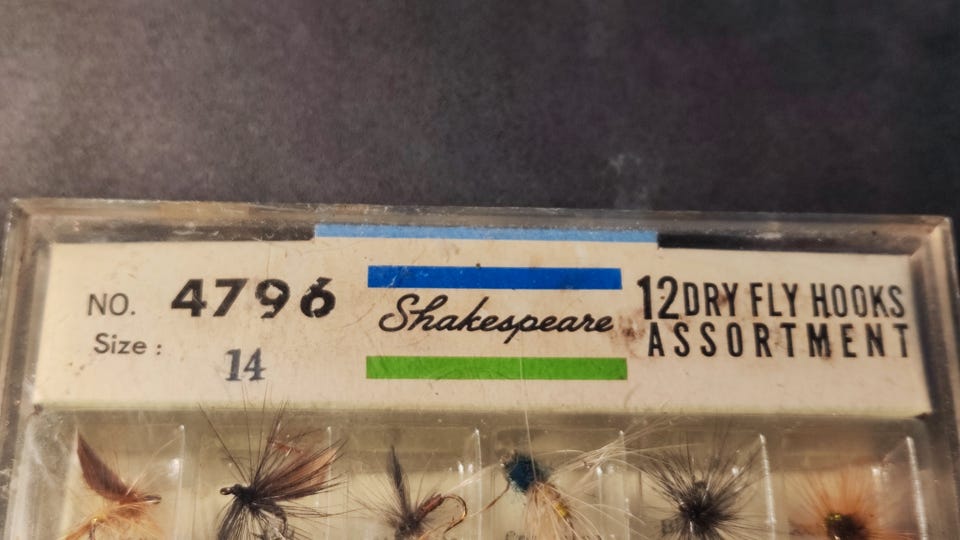 NO. 4796
Size : 14
Shakespeare
12 DRY FLY HOOKS
ASSORTMENT